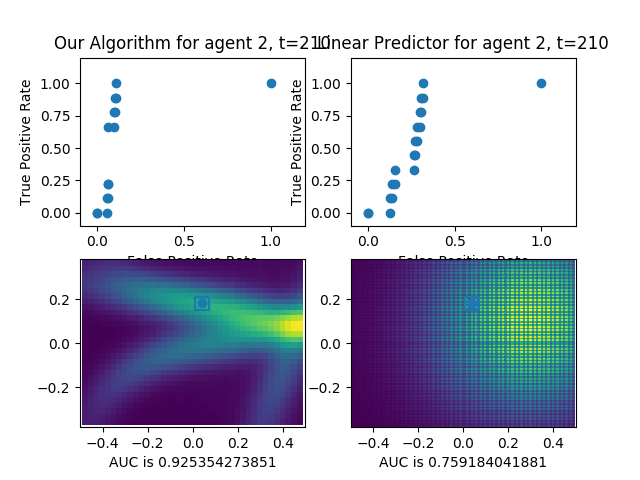 Our Algorithm for agent 2, t=210
Linear Predictor for agent 2, t=210
True Positive Rate
1.00
0.75
0.50
0.25
0.00
0.0 0.5 1.0
False Positive Rate
True Positive Rate
1.00
0.75
0.50
0.25
0.00
0.0 0.5 1.0
False Positive Rate
0.2
0.0
−0.2
−0.4 −0.2 0.0 0.2 0.4
AUC is 0.925354273851
0.2
0.0
−0.2
−0.4 −0.2 0.0 0.2 0.4
AUC is 0.759184041881